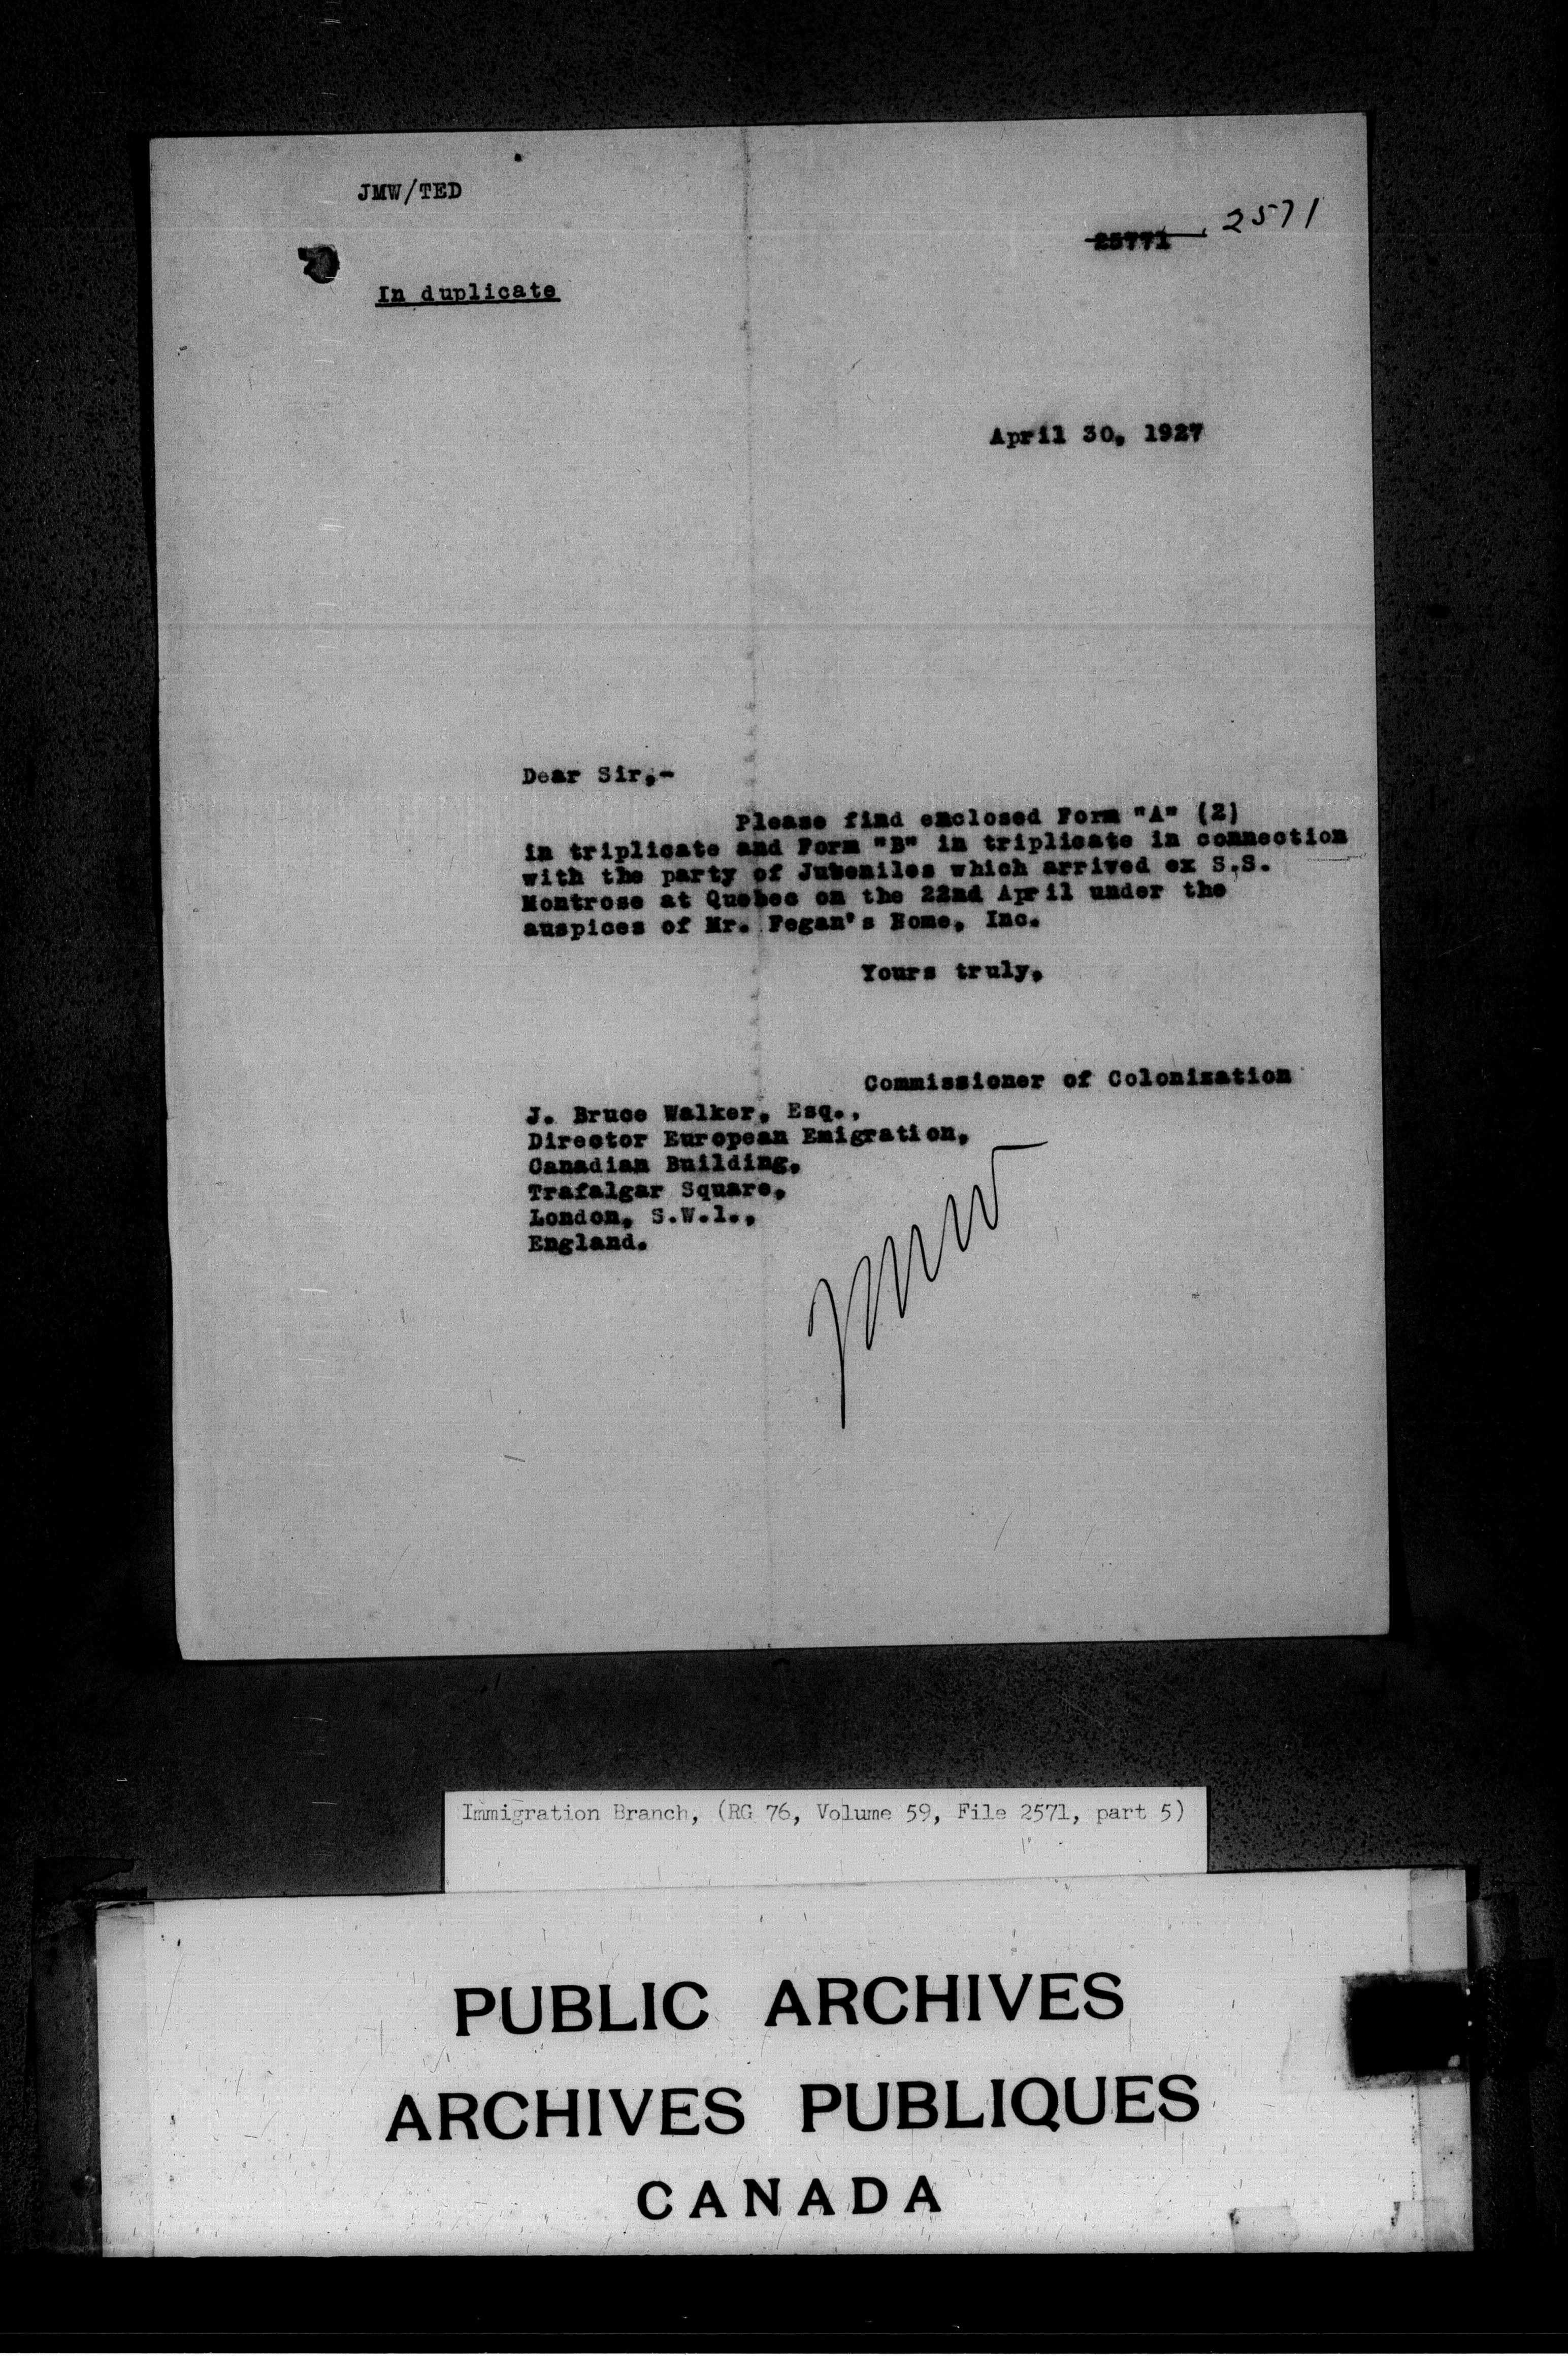 JMW/TED
25771 2571
In duplicate
April 30, 1927
Dear Sir,-
Please find enclosed Form "A" (2)
in triplicate and Form "B" in triplicate in connection
with the party of Jubeniles which arrived ex S.S.
Montrose at Quebec on the 22nd April under the
auspices of Mr. Fegan's Home, Inc.
Yours truly,
Commissioner of Colonization
J. Bruce Walker, Esq.,
Director European Emigration,
Canadian Building,
Trafalgar Square,
London, S.W.1.,
England.
JMW
Immigration Branch, (RG 76, Volume 59, File 2571, part 5)
PUBLIC ARCHIVES
ARCHIVES PUBLIQUES
CANADA